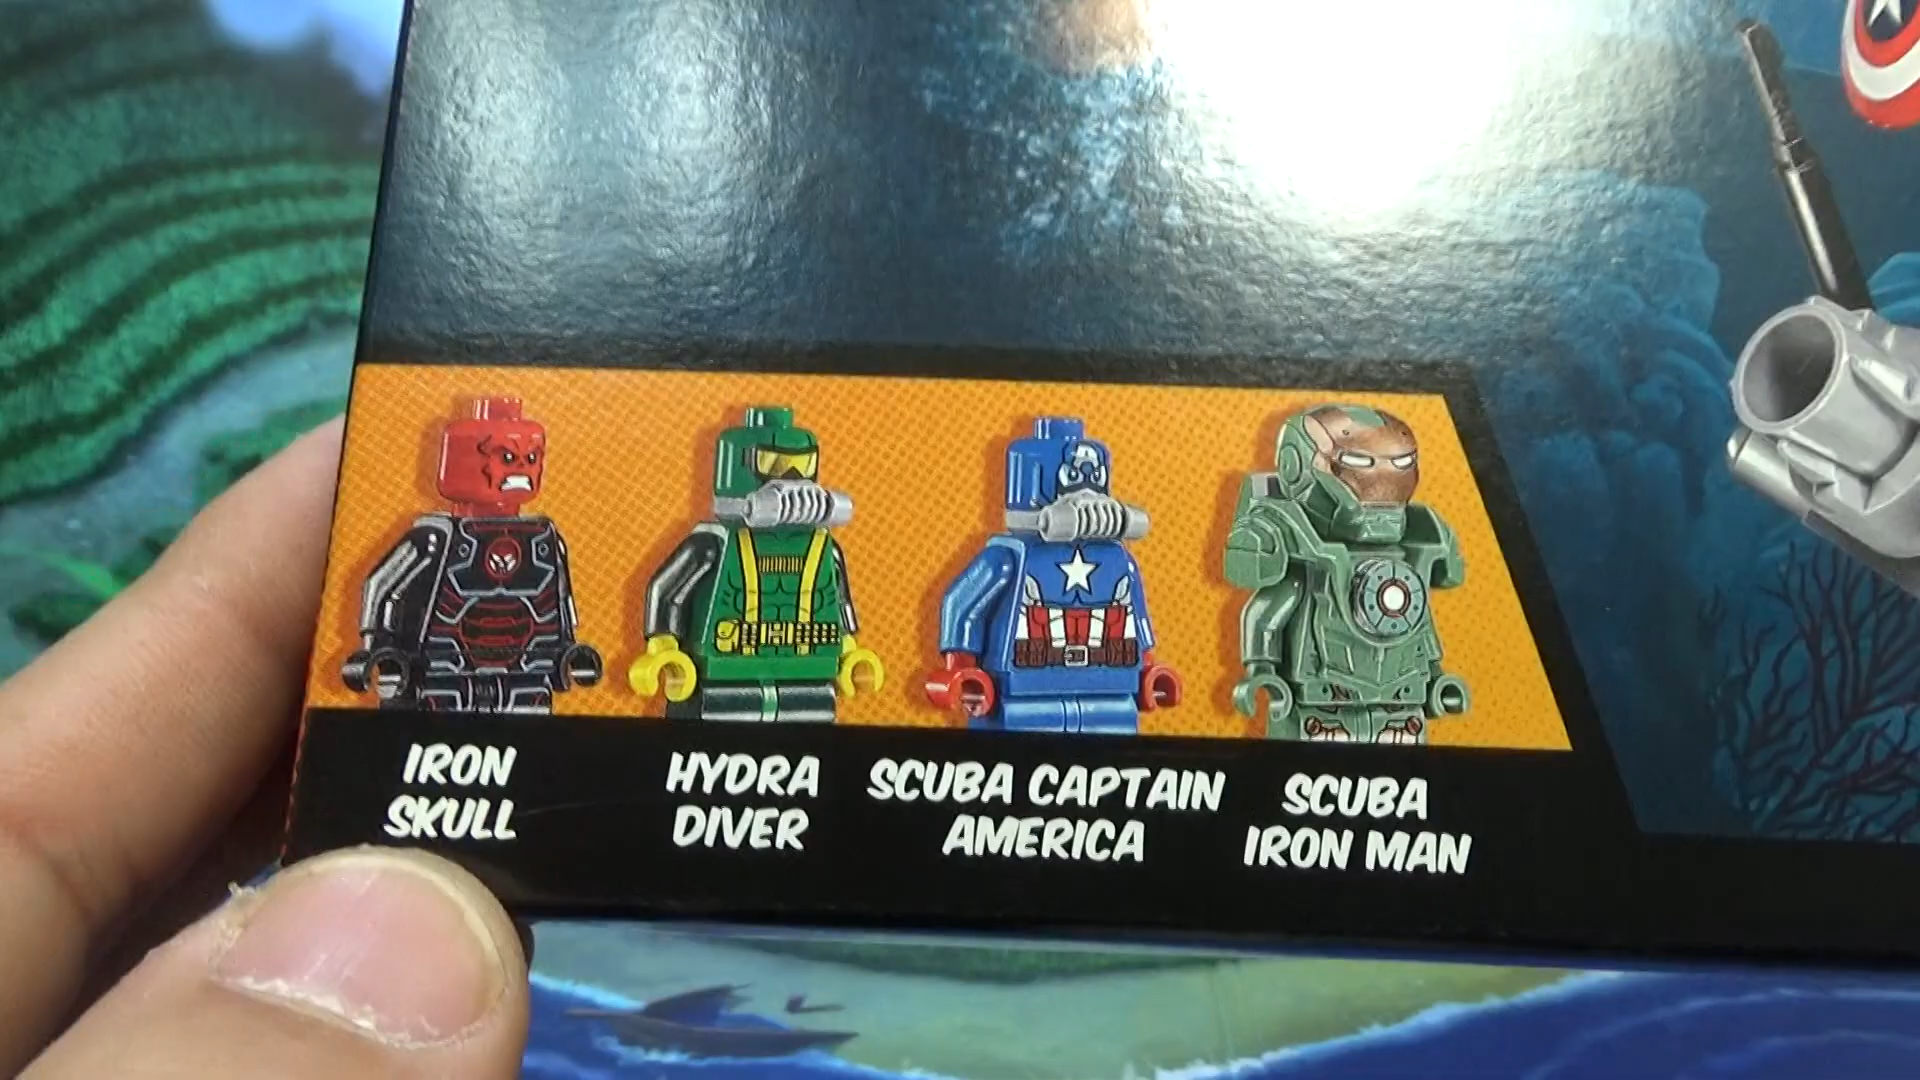 IRON
SKULL
HYDRA
DIVER
SCUBA CAPTAIN
AMERICA
SCUBA
IRON MAN